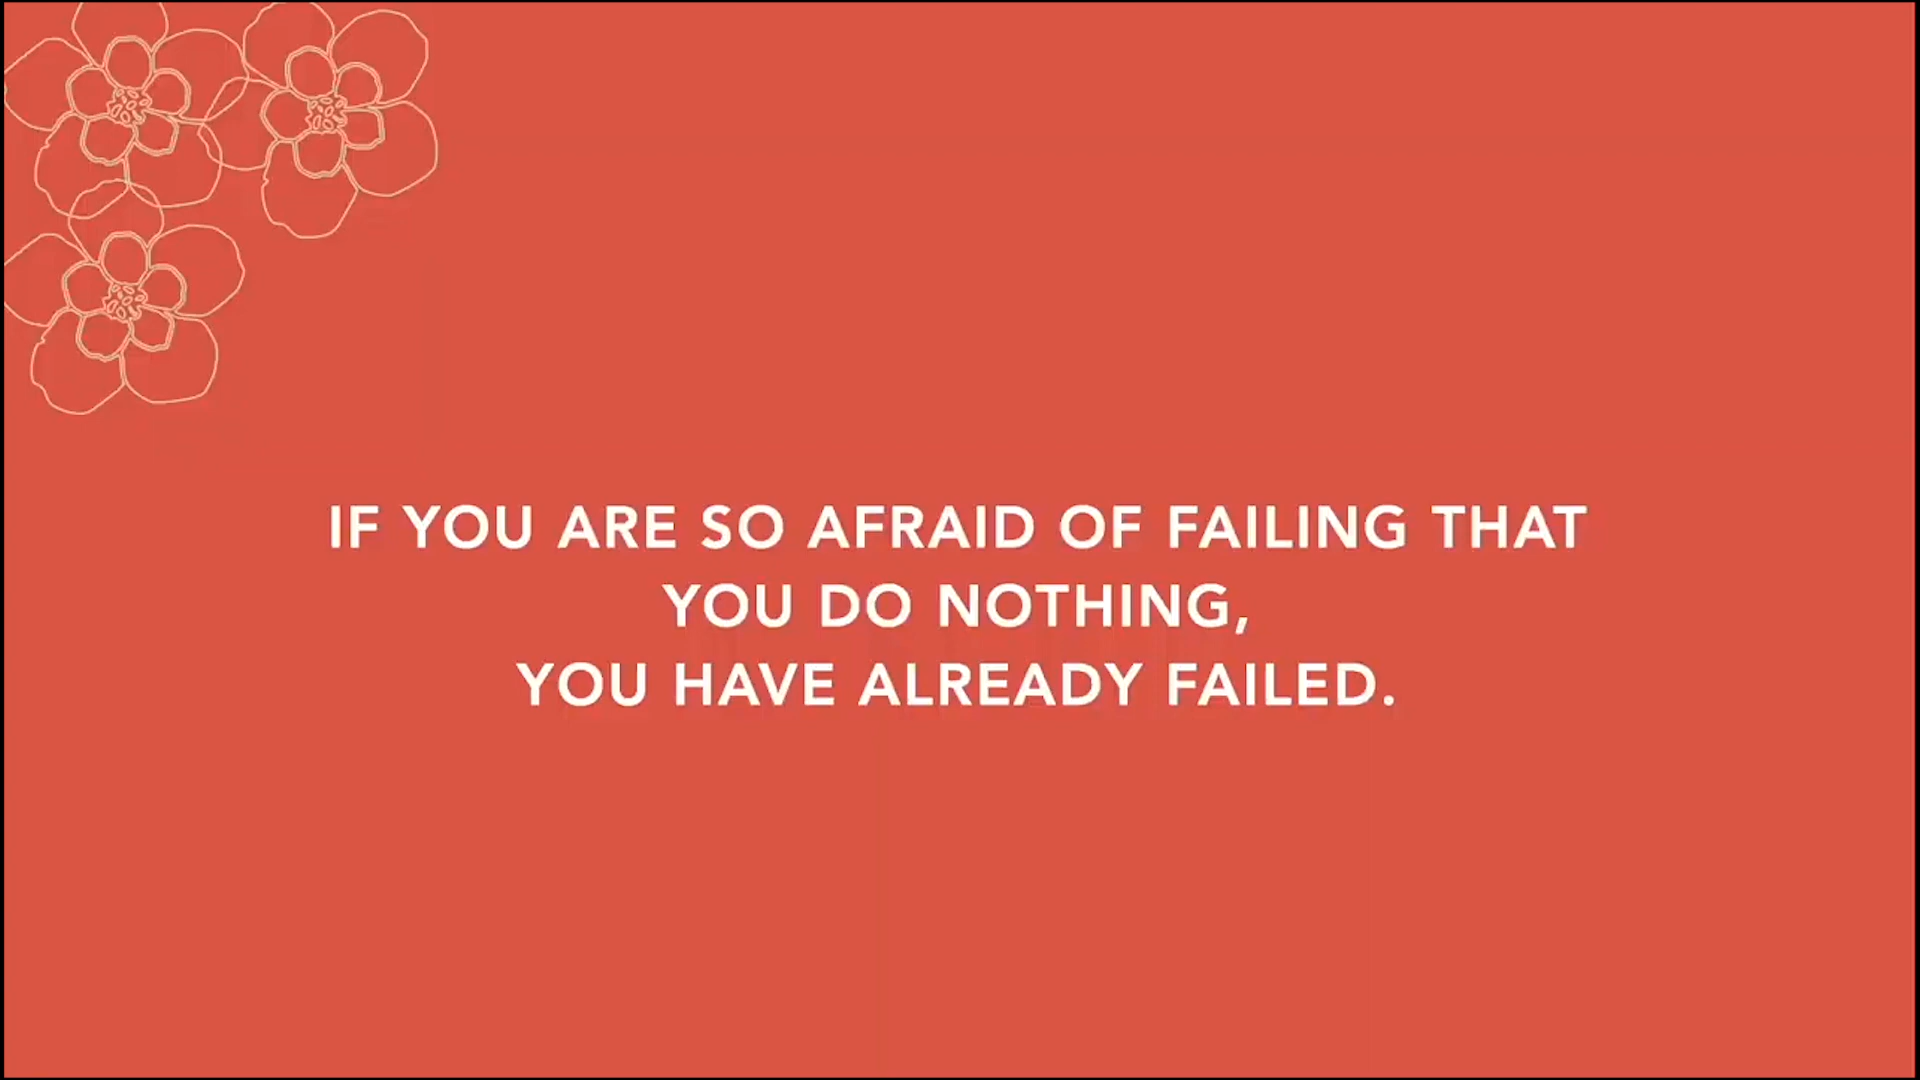 IF YOU ARE SO AFRAID OF FAILING THAT
YOU DO NOTHING,
YOU HAVE ALREADY FAILED.